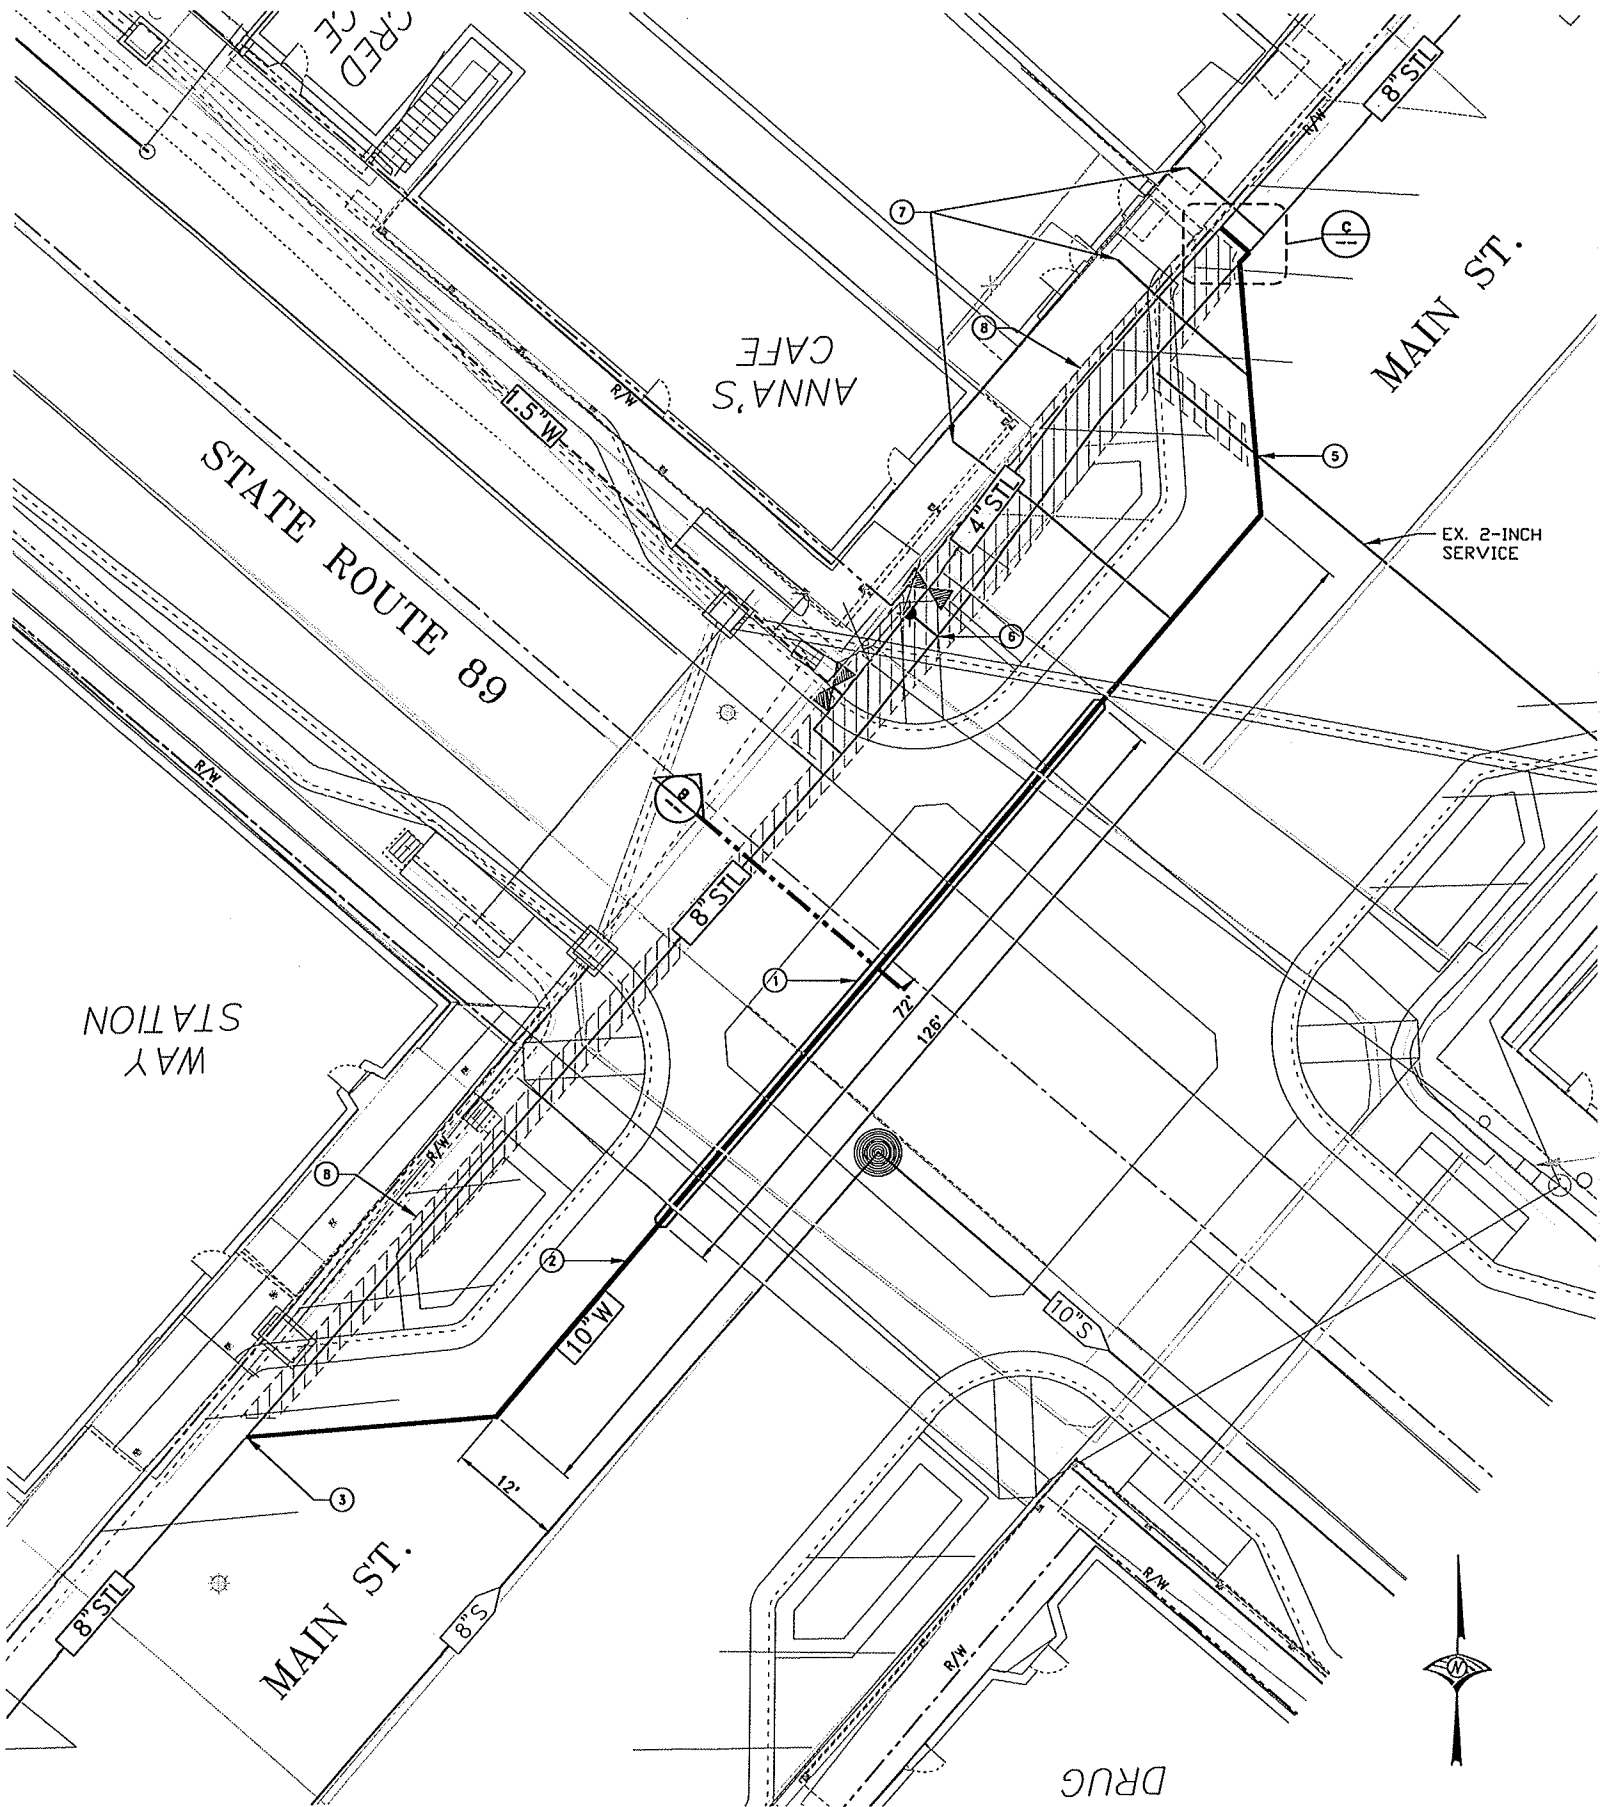 CRED
CE
8" STL
R/W
7
C
--
MAIN ST.
8
ANNA'S
CAFE
R/W
1.5"W
STATE ROUTE 89
5
4" STL
EX. 2-INCH
SERVICE
6
R/W
B
--
8" STL
1
72'
126'
WAY
STATION
R/W
8
2
10"W
10"S
3
12'
8" STL
MAIN ST.
8"S
R/W
R/W
N
DRUG